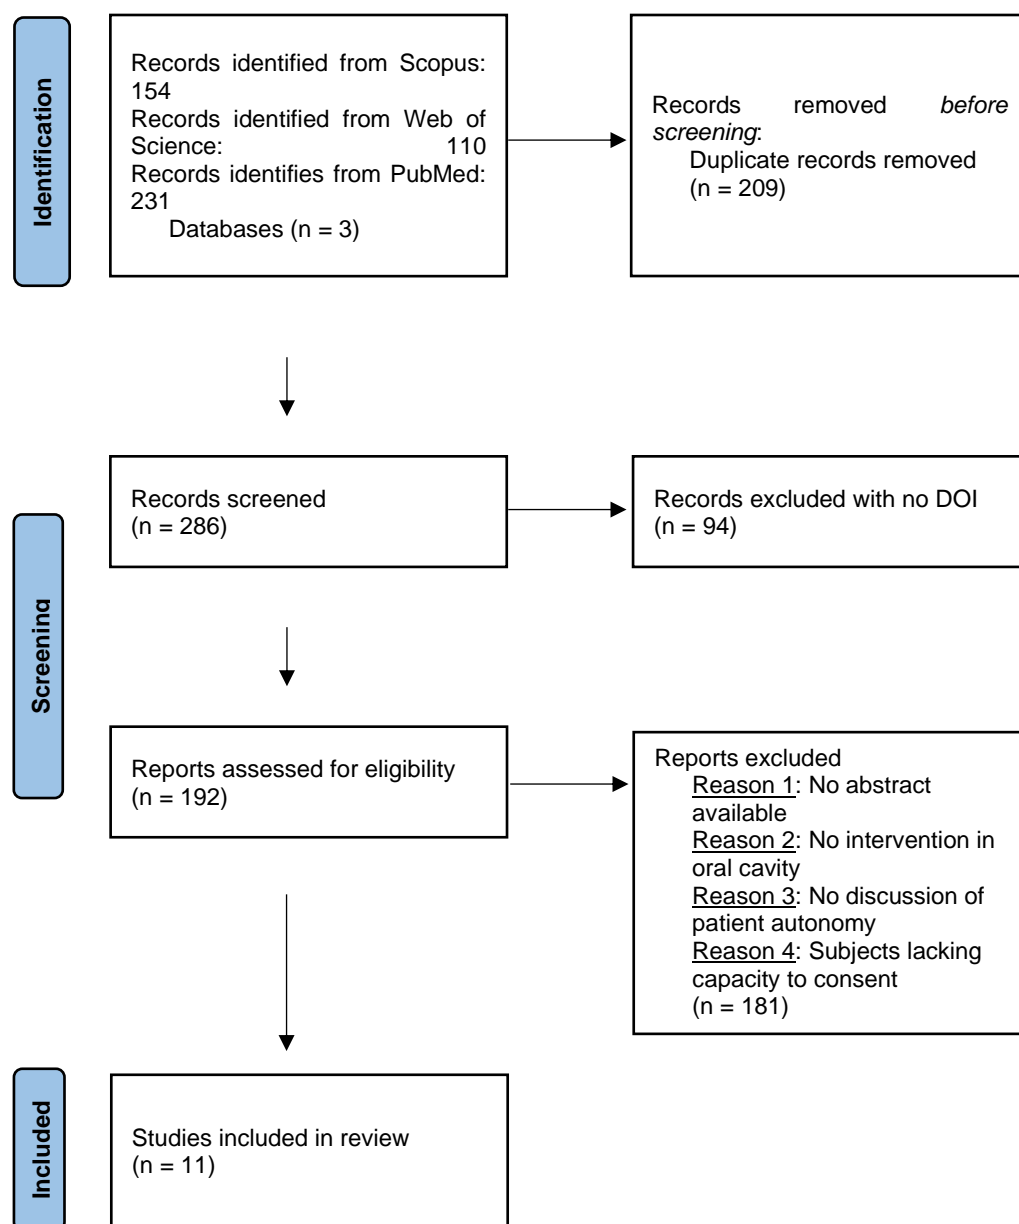 Identification
Records identified from Scopus:
154
Records identified from Web of
Science: 110
Records identifies from PubMed:
231
Databases (n = 3)
Records removed before
screening:
Duplicate records removed
(n = 209)
Screening
Records screened
(n = 286)
Records excluded with no DOI
(n = 94)
Reports assessed for eligibility
(n = 192)
Reports excluded
Reason 1: No abstract
available
Reason 2: No intervention in
oral cavity
Reason 3: No discussion of
patient autonomy
Reason 4: Subjects lacking
capacity to consent
(n = 181)
Included
Studies included in review
(n = 11)